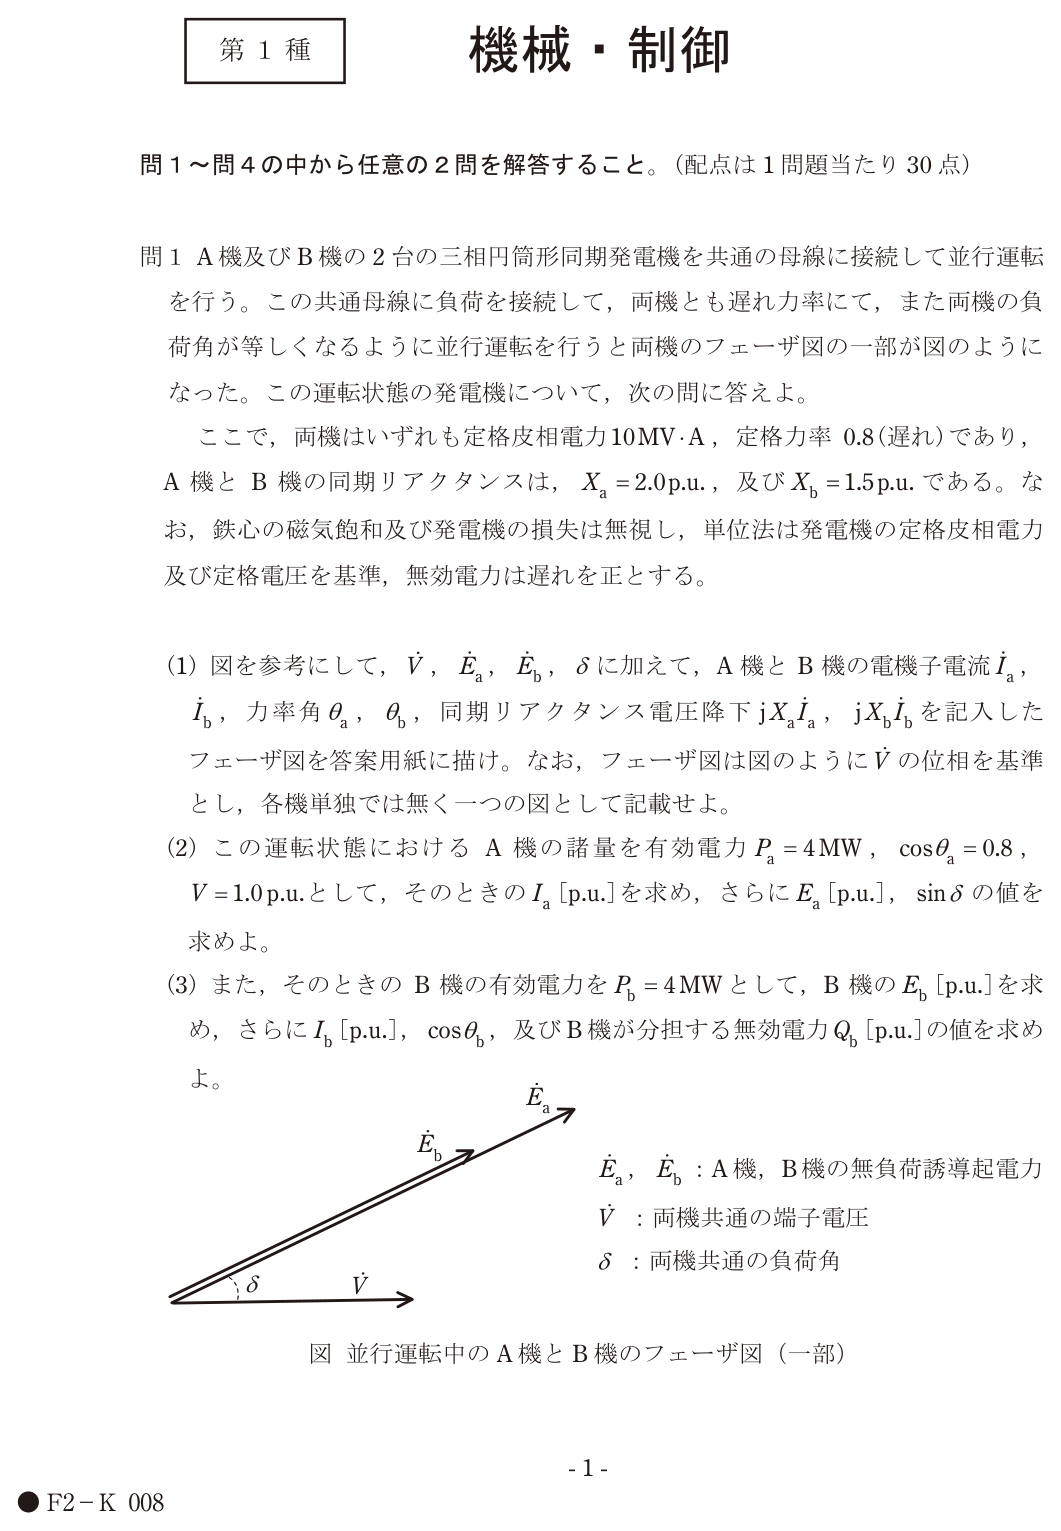 第 1 種
機械・制御
問1～問4の中から任意の2問を解答すること。(配点は1問題当たり 30 点)
問1 A機及びB機の2台の三相円筒形同期発電機を共通の母線に接続して並行運転
を行う。この共通母線に負荷を接続して,両機とも遅れ力率にて,また両機の負
荷角が等しくなるように並行運転を行うと両機のフェーザ図の一部が図のように
なった。この運転状態の発電機について,次の問に答えよ。
ここで,両機はいずれも定格皮相電力10MV·A,定格力率 0.8(遅れ)であり,
A 機と B 機の同期リアクタンスは, Xa = 2.0p.u.,及び Xb = 1.5p.u. である。な
お,鉄心の磁気飽和及び発電機の損失は無視し,単位法は発電機の定格皮相電力
及び定格電圧を基準,無効電力は遅れを正とする。
(1) 図を参考にして, V̇, Ėa, Ėb, δ に加えて,A 機と B 機の電機子電流 İa,
İb,力率角 θa, θb,同期リアクタンス電圧降下 jXaİa, jXbİb を記入した
フェーザ図を答案用紙に描け。なお,フェーザ図は図のように V̇ の位相を基準
とし,各機単独では無く一つの図として記載せよ。
(2) この運転状態における A 機の諸量を有効電力 Pa = 4MW, cosθa = 0.8,
V = 1.0p.u.として,そのときの Ia [p.u.]を求め,さらに Ea [p.u.], sinδ の値を
求めよ。
(3) また,そのときの B 機の有効電力を Pb = 4MW として,B 機の Eb [p.u.]を求
め,さらに Ib [p.u.], cosθb,及びB機が分担する無効電力 Qb [p.u.]の値を求め
よ。
Ėa
Ėb
Ėa, Ėb : A機,B機の無負荷誘導起電力
V̇ : 両機共通の端子電圧
δ : 両機共通の負荷角
δ V̇
図 並行運転中のA機とB機のフェーザ図(一部)
- 1 -
●F2－K 008